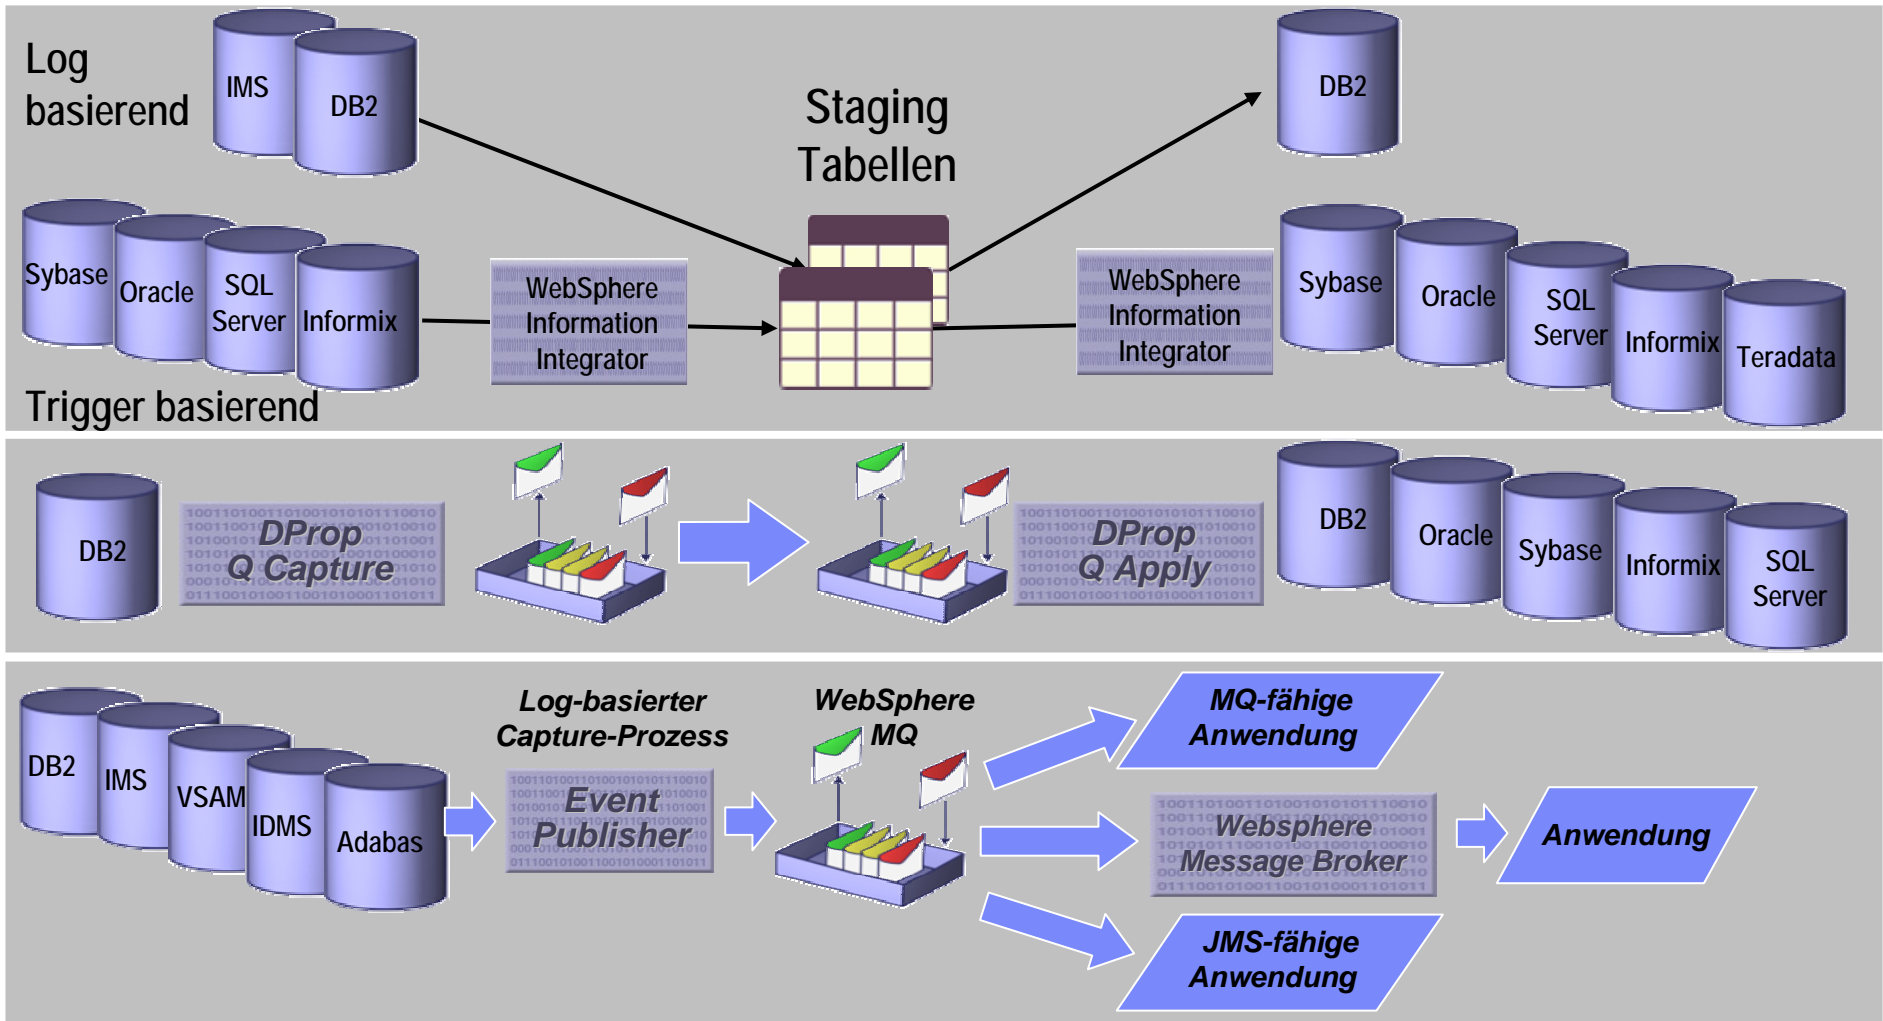 Log
basierend
IMS
DB2
Staging
Tabellen
DB2
Sybase
Oracle
SQL
Server
Informix
WebSphere
Information
Integrator
WebSphere
Information
Integrator
Sybase
Oracle
SQL
Server
Informix
Teradata
Trigger basierend
DB2
DProp
Q Capture
DProp
Q Apply
DB2
Oracle
Sybase
Informix
SQL
Server
DB2
IMS
VSAM
IDMS
Adabas
Log-basierter
Capture-Prozess
Event
Publisher
WebSphere
MQ
MQ-fähige
Anwendung
Websphere
Message Broker
Anwendung
JMS-fähige
Anwendung